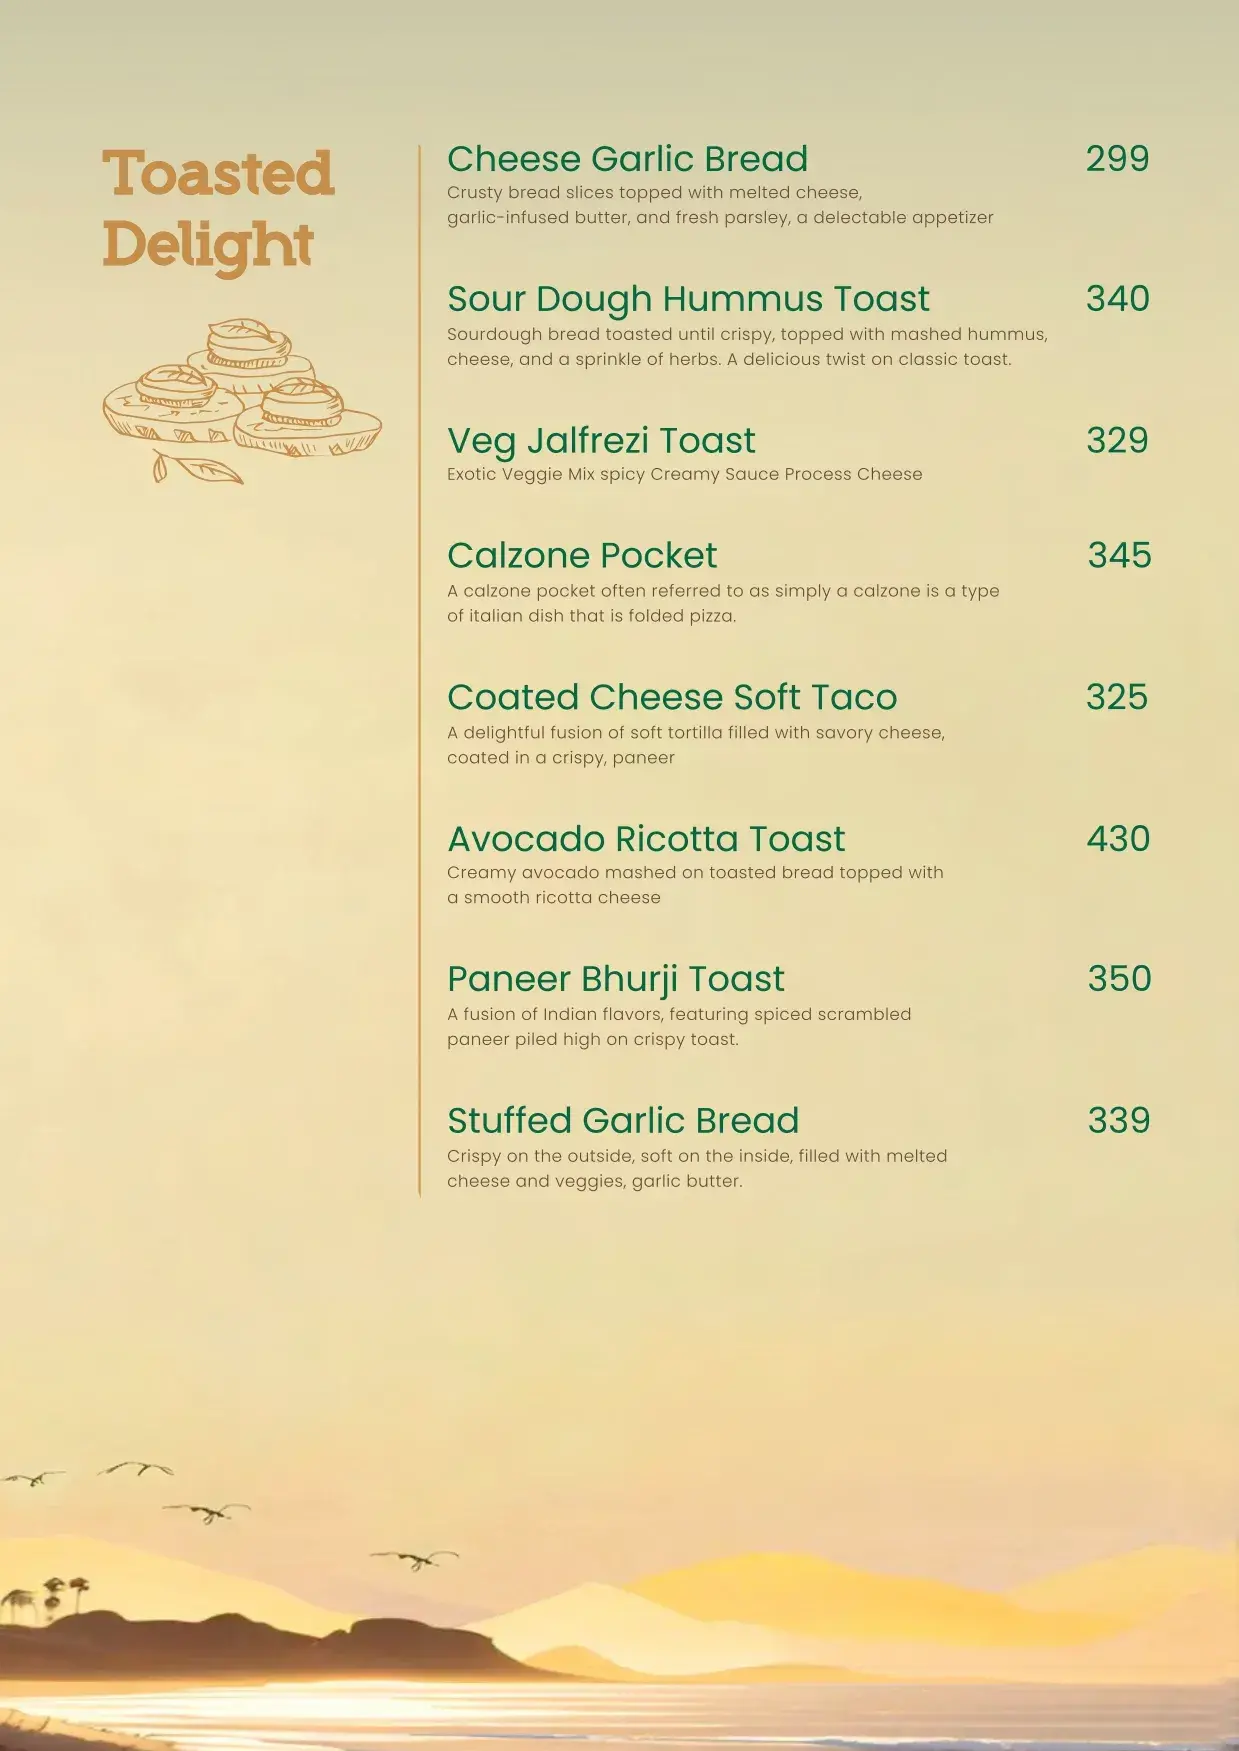 Toasted
Delight
Cheese Garlic Bread 299
Crusty bread slices topped with melted cheese,
garlic-infused butter, and fresh parsley, a delectable appetizer
Sour Dough Hummus Toast 340
Sourdough bread toasted until crispy, topped with mashed hummus,
cheese, and a sprinkle of herbs. A delicious twist on classic toast.
Veg Jalfrezi Toast 329
Exotic Veggie Mix spicy Creamy Sauce Process Cheese
Calzone Pocket 345
A calzone pocket often referred to as simply a calzone is a type
of italian dish that is folded pizza.
Coated Cheese Soft Taco 325
A delightful fusion of soft tortilla filled with savory cheese,
coated in a crispy, paneer
Avocado Ricotta Toast 430
Creamy avocado mashed on toasted bread topped with
a smooth ricotta cheese
Paneer Bhurji Toast 350
A fusion of Indian flavors, featuring spiced scrambled
paneer piled high on crispy toast.
Stuffed Garlic Bread 339
Crispy on the outside, soft on the inside, filled with melted
cheese and veggies, garlic butter.